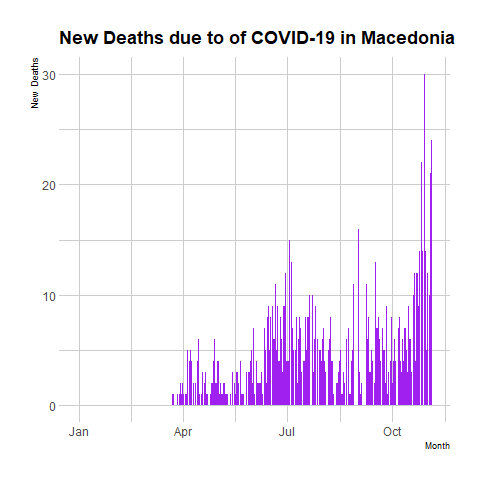 New Deaths due to of COVID-19 in Macedonia
New Deaths
30
20
10
0
Jan Apr Jul Oct
Month